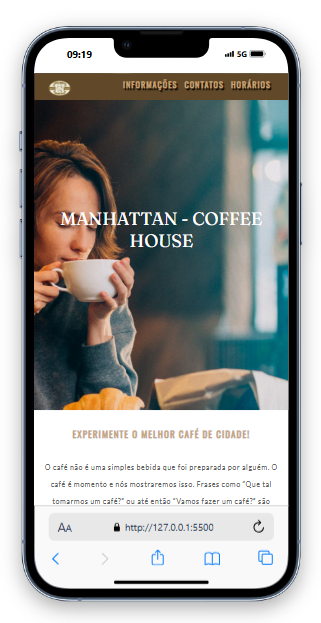 09:19 5G
INFORMAÇÕES CONTATOS HORÁRIOS
MANHATTAN - COFFEE
HOUSE
EXPERIMENTE O MELHOR CAFÉ DE CIDADE!
O café não é uma simples bebida que foi preparada por alguém. O
café é momento e nós mostraremos isso. Frases como "Que tal
tomarmos um café?" ou até então "Vamos fazer um café?" são
AA http://127.0.0.1:5500